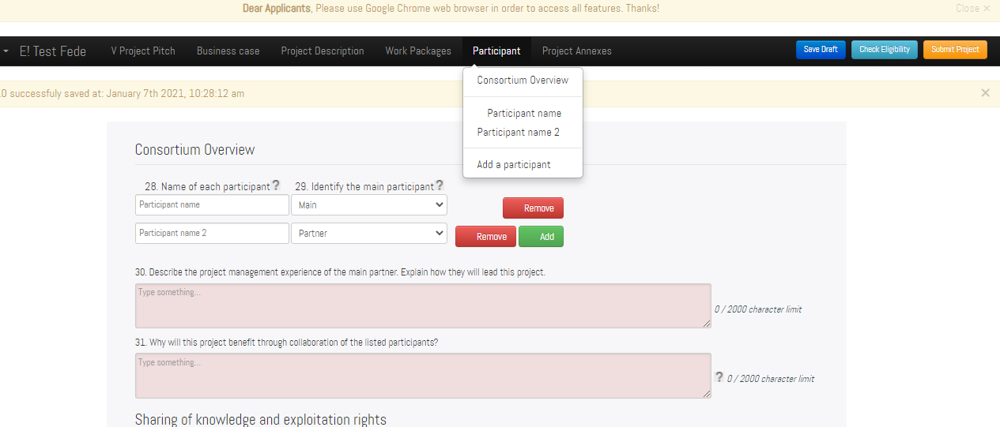 Dear Applicants, Please use Google Chrome web browser in order to access all features. Thanks!
Close ×
E! Test Fede
V Project Pitch
Business case
Project Description
Work Packages
Participant
Project Annexes
Save Draft
Check Eligibility
Submit Project
Consortium Overview
Participant name
Participant name 2
Add a participant
.0 successfuly saved at: January 7th 2021, 10:28:12 am
×
Consortium Overview
28. Name of each participant ?
29. Identify the main participant ?
Participant name
Main
Remove
Participant name 2
Partner
Remove
Add
30. Describe the project management experience of the main partner. Explain how they will lead this project.
Type something...
0 / 2000 character limit
31. Why will this project benefit through collaboration of the listed participants?
Type something...
? 0 / 2000 character limit
Sharing of knowledge and exploitation rights